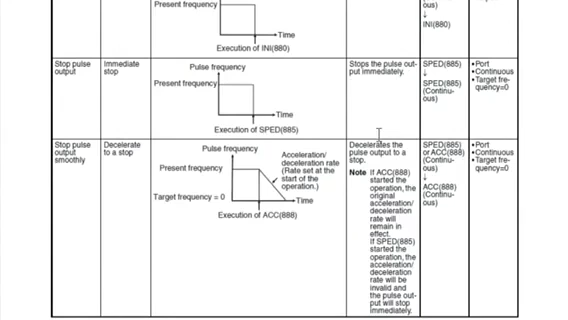 Present frequency
Time
Execution of INI(880)
ous)
↓
INI(880)
Stop pulse
output
Immediate
stop
Pulse frequency
Present frequency
Time
Execution of SPED(885)
Stops the pulse out-
put immediately.
SPED(885)
↓
SPED(885)
(Continu-
ous)
•Port
•Continuous
•Target fre-
quency=0
Stop pulse
output
smoothly
Decelerate
to a stop
Pulse frequency
Present frequency
Target frequency = 0
Acceleration/
deceleration rate
(Rate set at the
start of the
operation.)
Time
Execution of ACC(888)
Decelerates the
pulse output to a
stop.
Note If ACC(888)
started the
operation, the
original
acceleration/
deceleration
rate will
remain in
effect.
If SPED(885)
started the
operation, the
acceleration/
deceleration
rate will be
invalid and
the pulse out-
put will stop
immediately.
SPED(885)
or ACC(888)
(Continu-
ous)
↓
ACC(888)
(Continu-
ous)
•Port
•Continuous
•Target fre-
quency=0